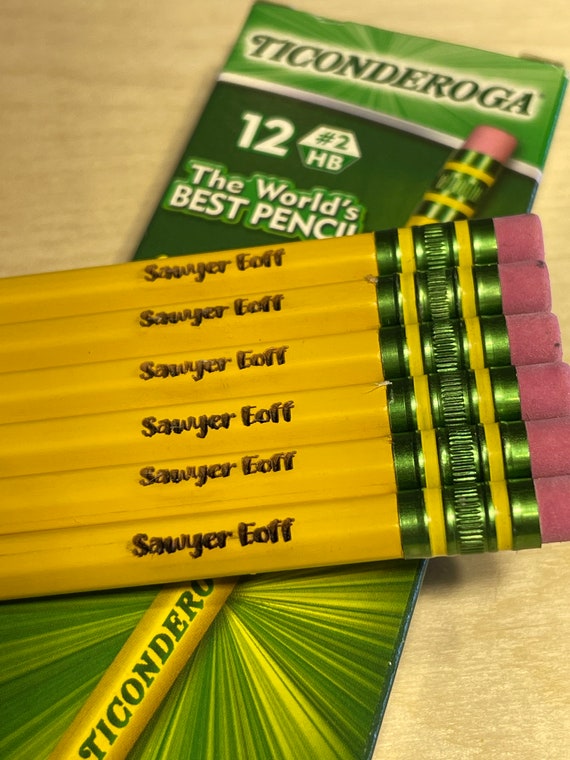 TICONDEROGA
12 #2
HB
The World's
BEST PENCIL
Sawyer Eoff
Sawyer Eoff
Sawyer Eoff
Sawyer Eoff
Sawyer Eoff
Sawyer Eoff
TICONDERO